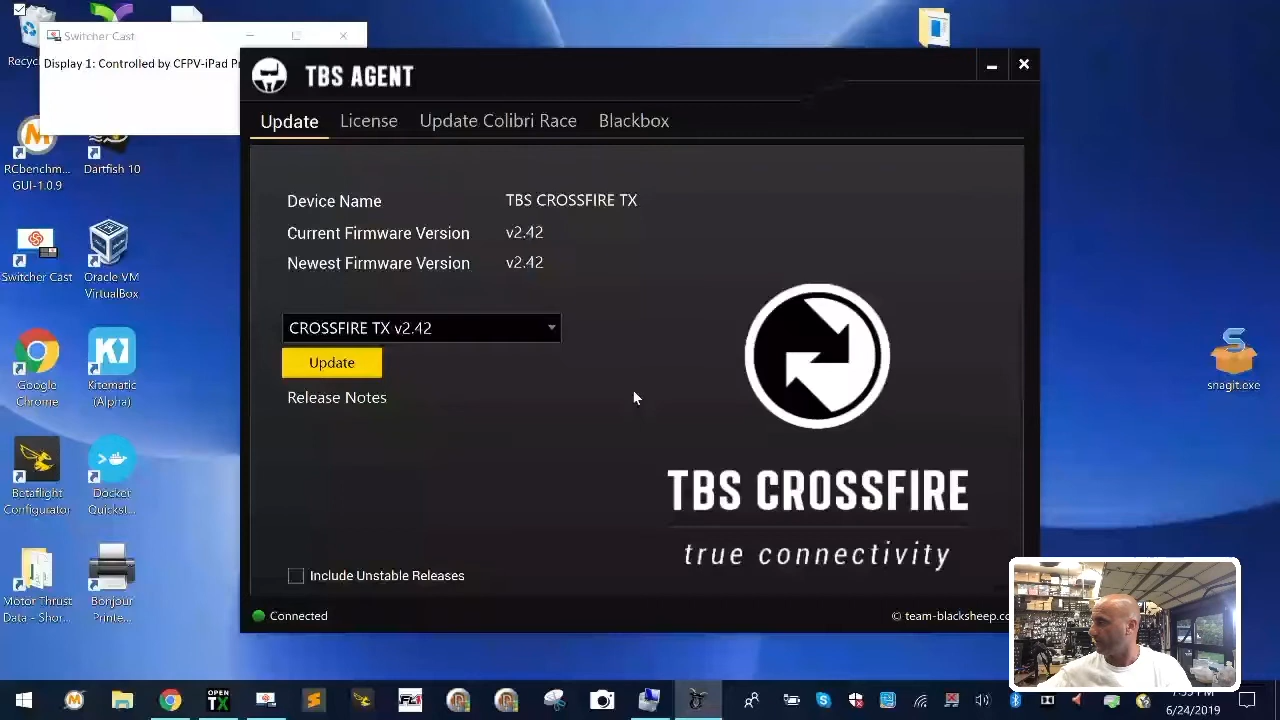 Switcher Cast
Display 1: Controlled by CFPV-iPad Pr
Recyc
TBS AGENT
Update
License
Update Colibri Race
Blackbox
RCbenchm...
GUI-1.0.9
Dartfish 10
Switcher Cast
Oracle VM
VirtualBox
Google
Chrome
Kitematic
(Alpha)
Betaflight
Configurator
Docker
Quickst...
Motor Thrust
Data - Shor...
Bonjour
Printe...
Device Name
TBS CROSSFIRE TX
Current Firmware Version
v2.42
Newest Firmware Version
v2.42
CROSSFIRE TX v2.42
Update
Release Notes
TBS CROSSFIRE
true connectivity
Include Unstable Releases
Connected
© team-blacksheep.co
snagit.exe
OPEN
TX
6/24/2019